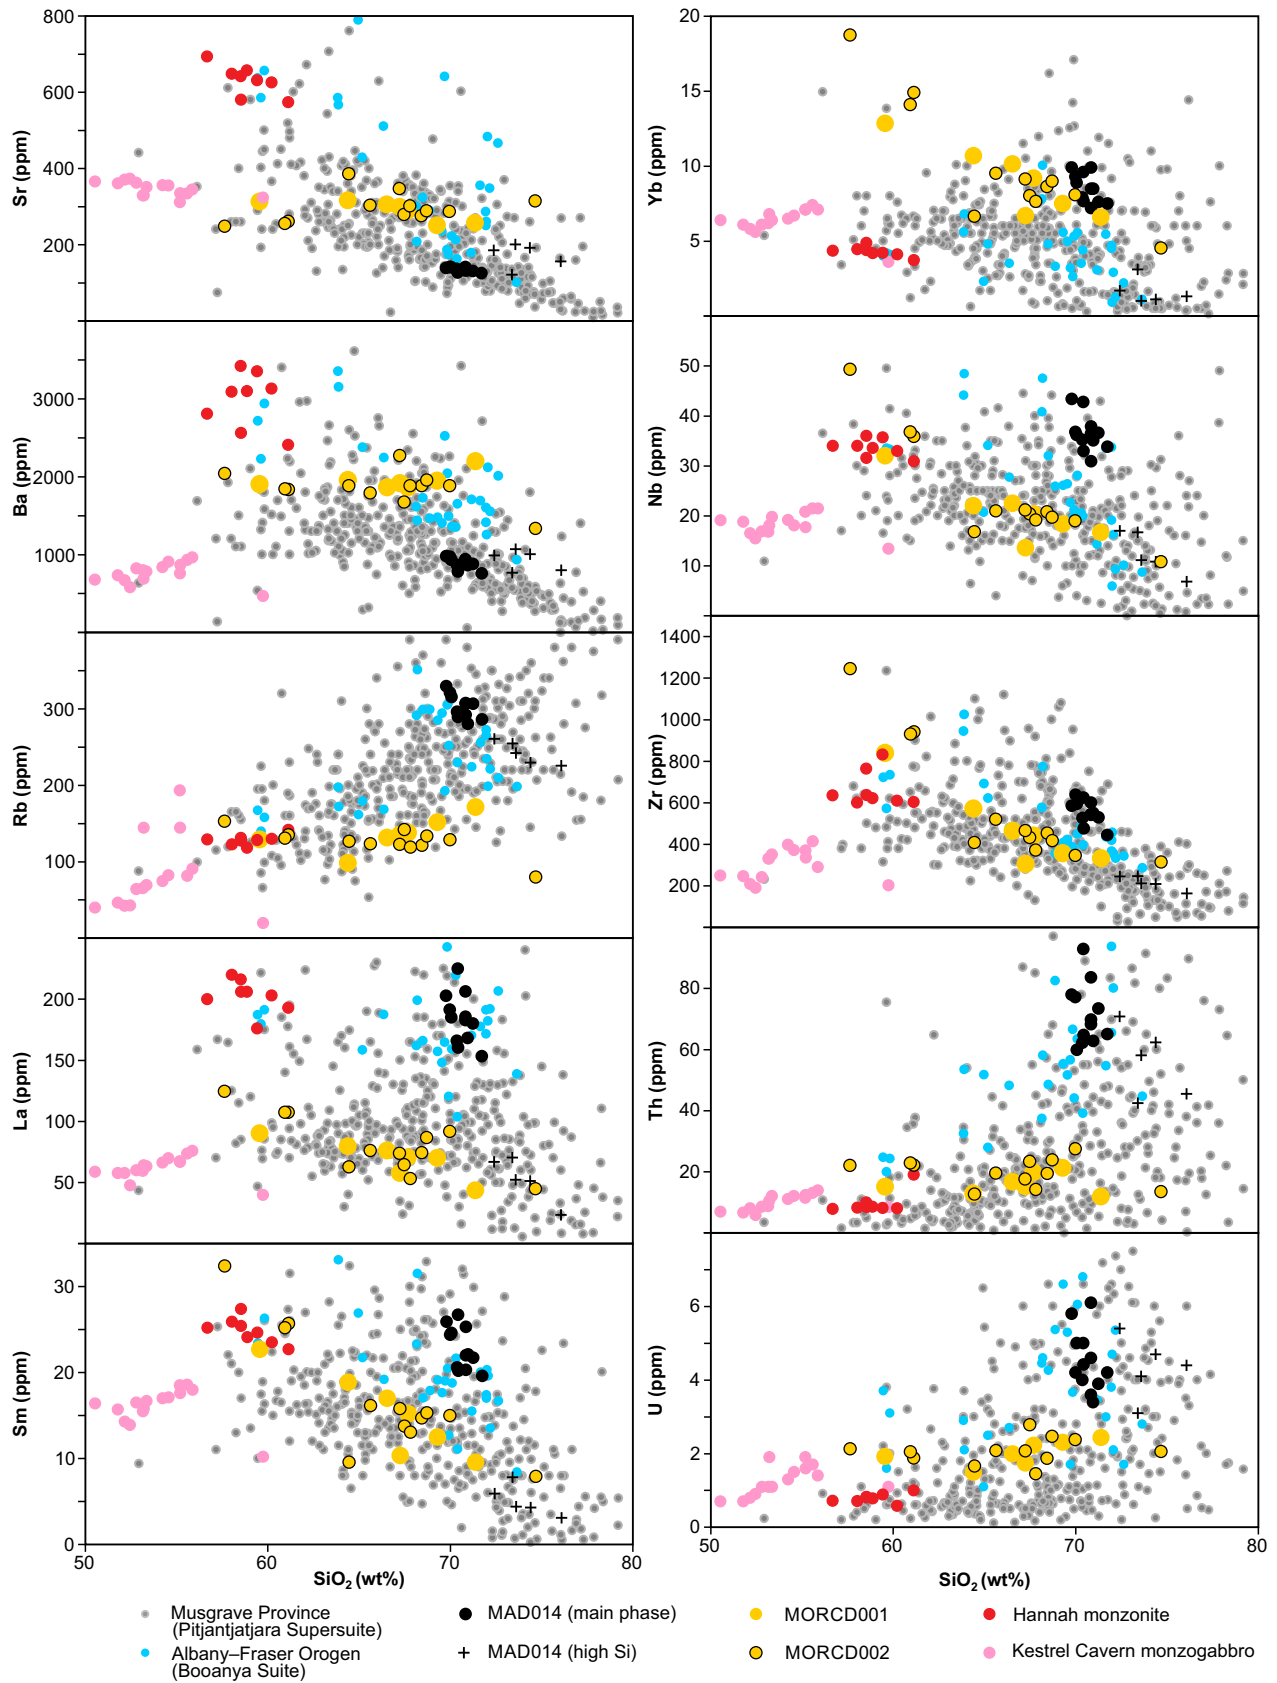 800
600
400
200
Sr (ppm)
20
15
10
5
Yb (ppm)
3000
2000
1000
Ba (ppm)
50
40
30
20
10
Nb (ppm)
300
200
100
Rb (ppm)
1400
1200
1000
800
600
400
200
Zr (ppm)
200
150
100
50
La (ppm)
80
60
40
20
Th (ppm)
30
20
10
0
Sm (ppm)
6
4
2
0
U (ppm)
50 60 70 80
SiO₂ (wt%)
50 60 70 80
SiO₂ (wt%)
Musgrave Province
(Pitjantjatjara Supersuite)
Albany–Fraser Orogen
(Booanya Suite)
MAD014 (main phase)
MAD014 (high Si)
MORCD001
MORCD002
Hannah monzonite
Kestrel Cavern monzogabbro